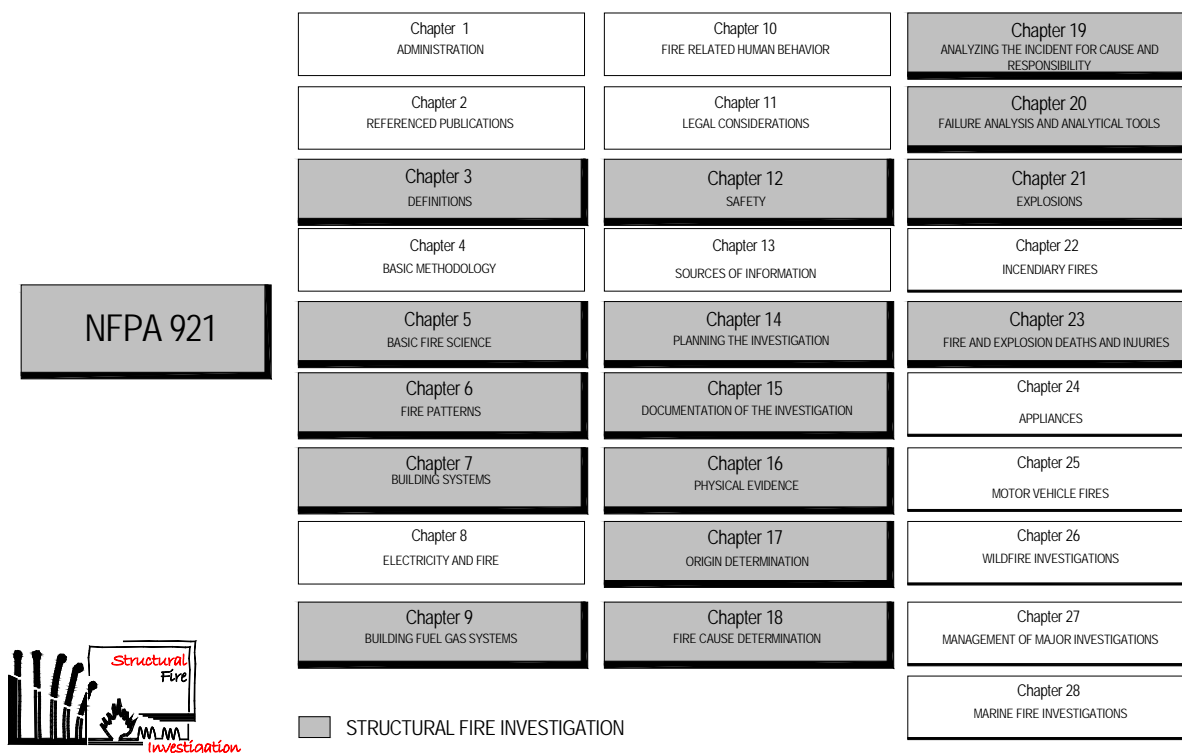 NFPA 921
Chapter 1
ADMINISTRATION
Chapter 2
REFERENCED PUBLICATIONS
Chapter 3
DEFINITIONS
Chapter 4
BASIC METHODOLOGY
Chapter 5
BASIC FIRE SCIENCE
Chapter 6
FIRE PATTERNS
Chapter 7
BUILDING SYSTEMS
Chapter 8
ELECTRICITY AND FIRE
Chapter 9
BUILDING FUEL GAS SYSTEMS
Chapter 10
FIRE RELATED HUMAN BEHAVIOR
Chapter 11
LEGAL CONSIDERATIONS
Chapter 12
SAFETY
Chapter 13
SOURCES OF INFORMATION
Chapter 14
PLANNING THE INVESTIGATION
Chapter 15
DOCUMENTATION OF THE INVESTIGATION
Chapter 16
PHYSICAL EVIDENCE
Chapter 17
ORIGIN DETERMINATION
Chapter 18
FIRE CAUSE DETERMINATION
Chapter 19
ANALYZING THE INCIDENT FOR CAUSE AND
RESPONSIBILITY
Chapter 20
FAILURE ANALYSIS AND ANALYTICAL TOOLS
Chapter 21
EXPLOSIONS
Chapter 22
INCENDIARY FIRES
Chapter 23
FIRE AND EXPLOSION DEATHS AND INJURIES
Chapter 24
APPLIANCES
Chapter 25
MOTOR VEHICLE FIRES
Chapter 26
WILDFIRE INVESTIGATIONS
Chapter 27
MANAGEMENT OF MAJOR INVESTIGATIONS
Chapter 28
MARINE FIRE INVESTIGATIONS
Structural
Fire
Investigation
STRUCTURAL FIRE INVESTIGATION